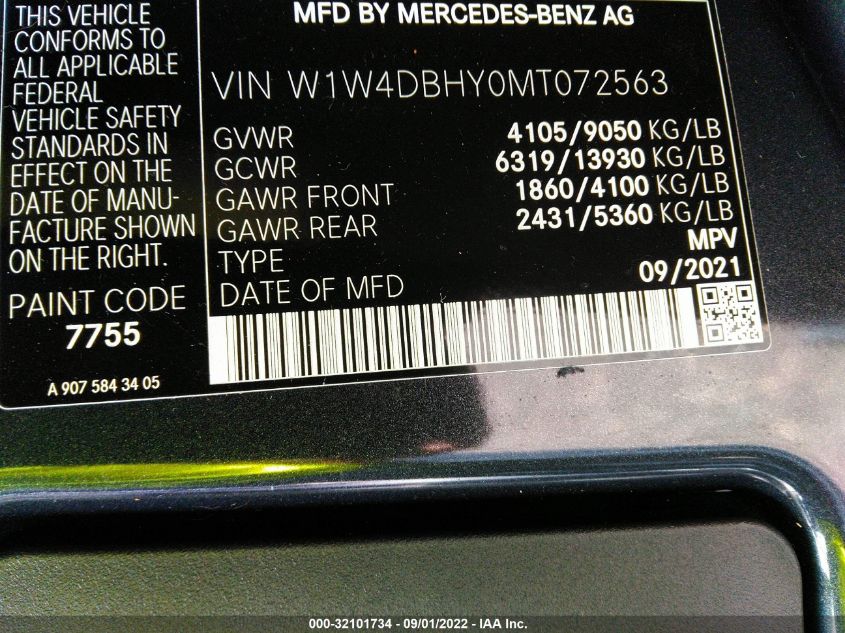 THIS VEHICLE
CONFORMS TO
ALL APPLICABLE
FEDERAL
VEHICLE SAFETY
STANDARDS IN
EFFECT ON THE
DATE OF MANU-
FACTURE SHOWN
ON THE RIGHT.
PAINT CODE
7755
A 907 584 34 05
MFD BY MERCEDES-BENZ AG
VIN W1W4DBHY0MT072563
GVWR 4105/9050 KG/LB
GCWR 6319/13930 KG/LB
GAWR FRONT 1860/4100 KG/LB
GAWR REAR 2431/5360 KG/LB
TYPE MPV
DATE OF MFD 09/2021
000-32101734 - 09/01/2022 - IAA Inc.